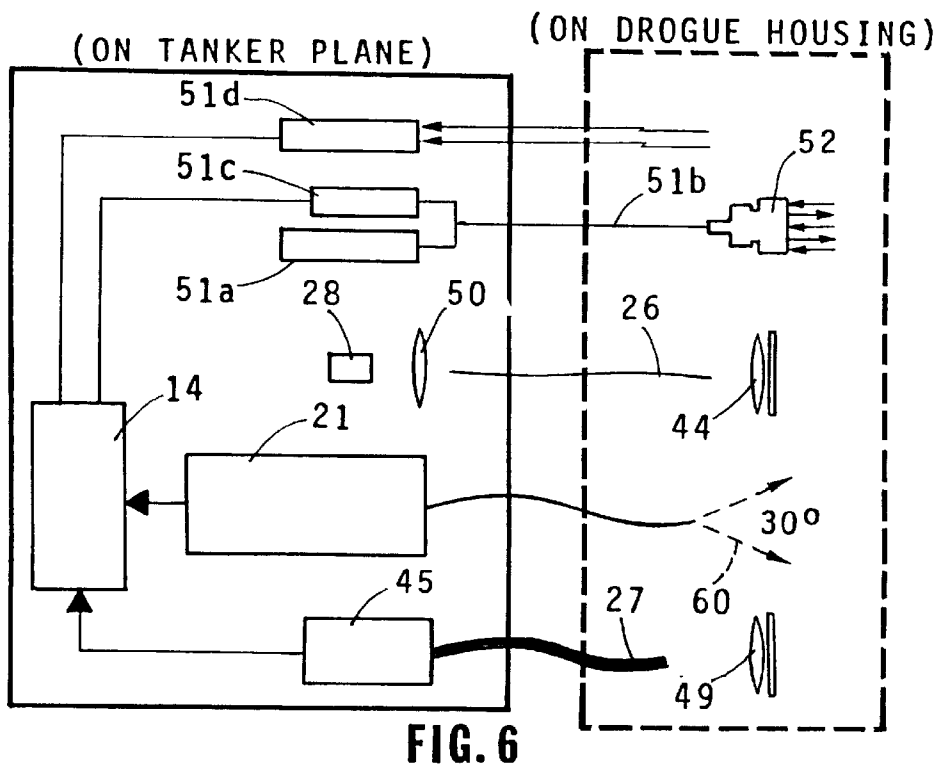 (ON TANKER PLANE)
(ON DROGUE HOUSING)
51d
52
51c
51b
51a
28
50
26
14
21
44
30°
60
45
27
49
FIG. 6